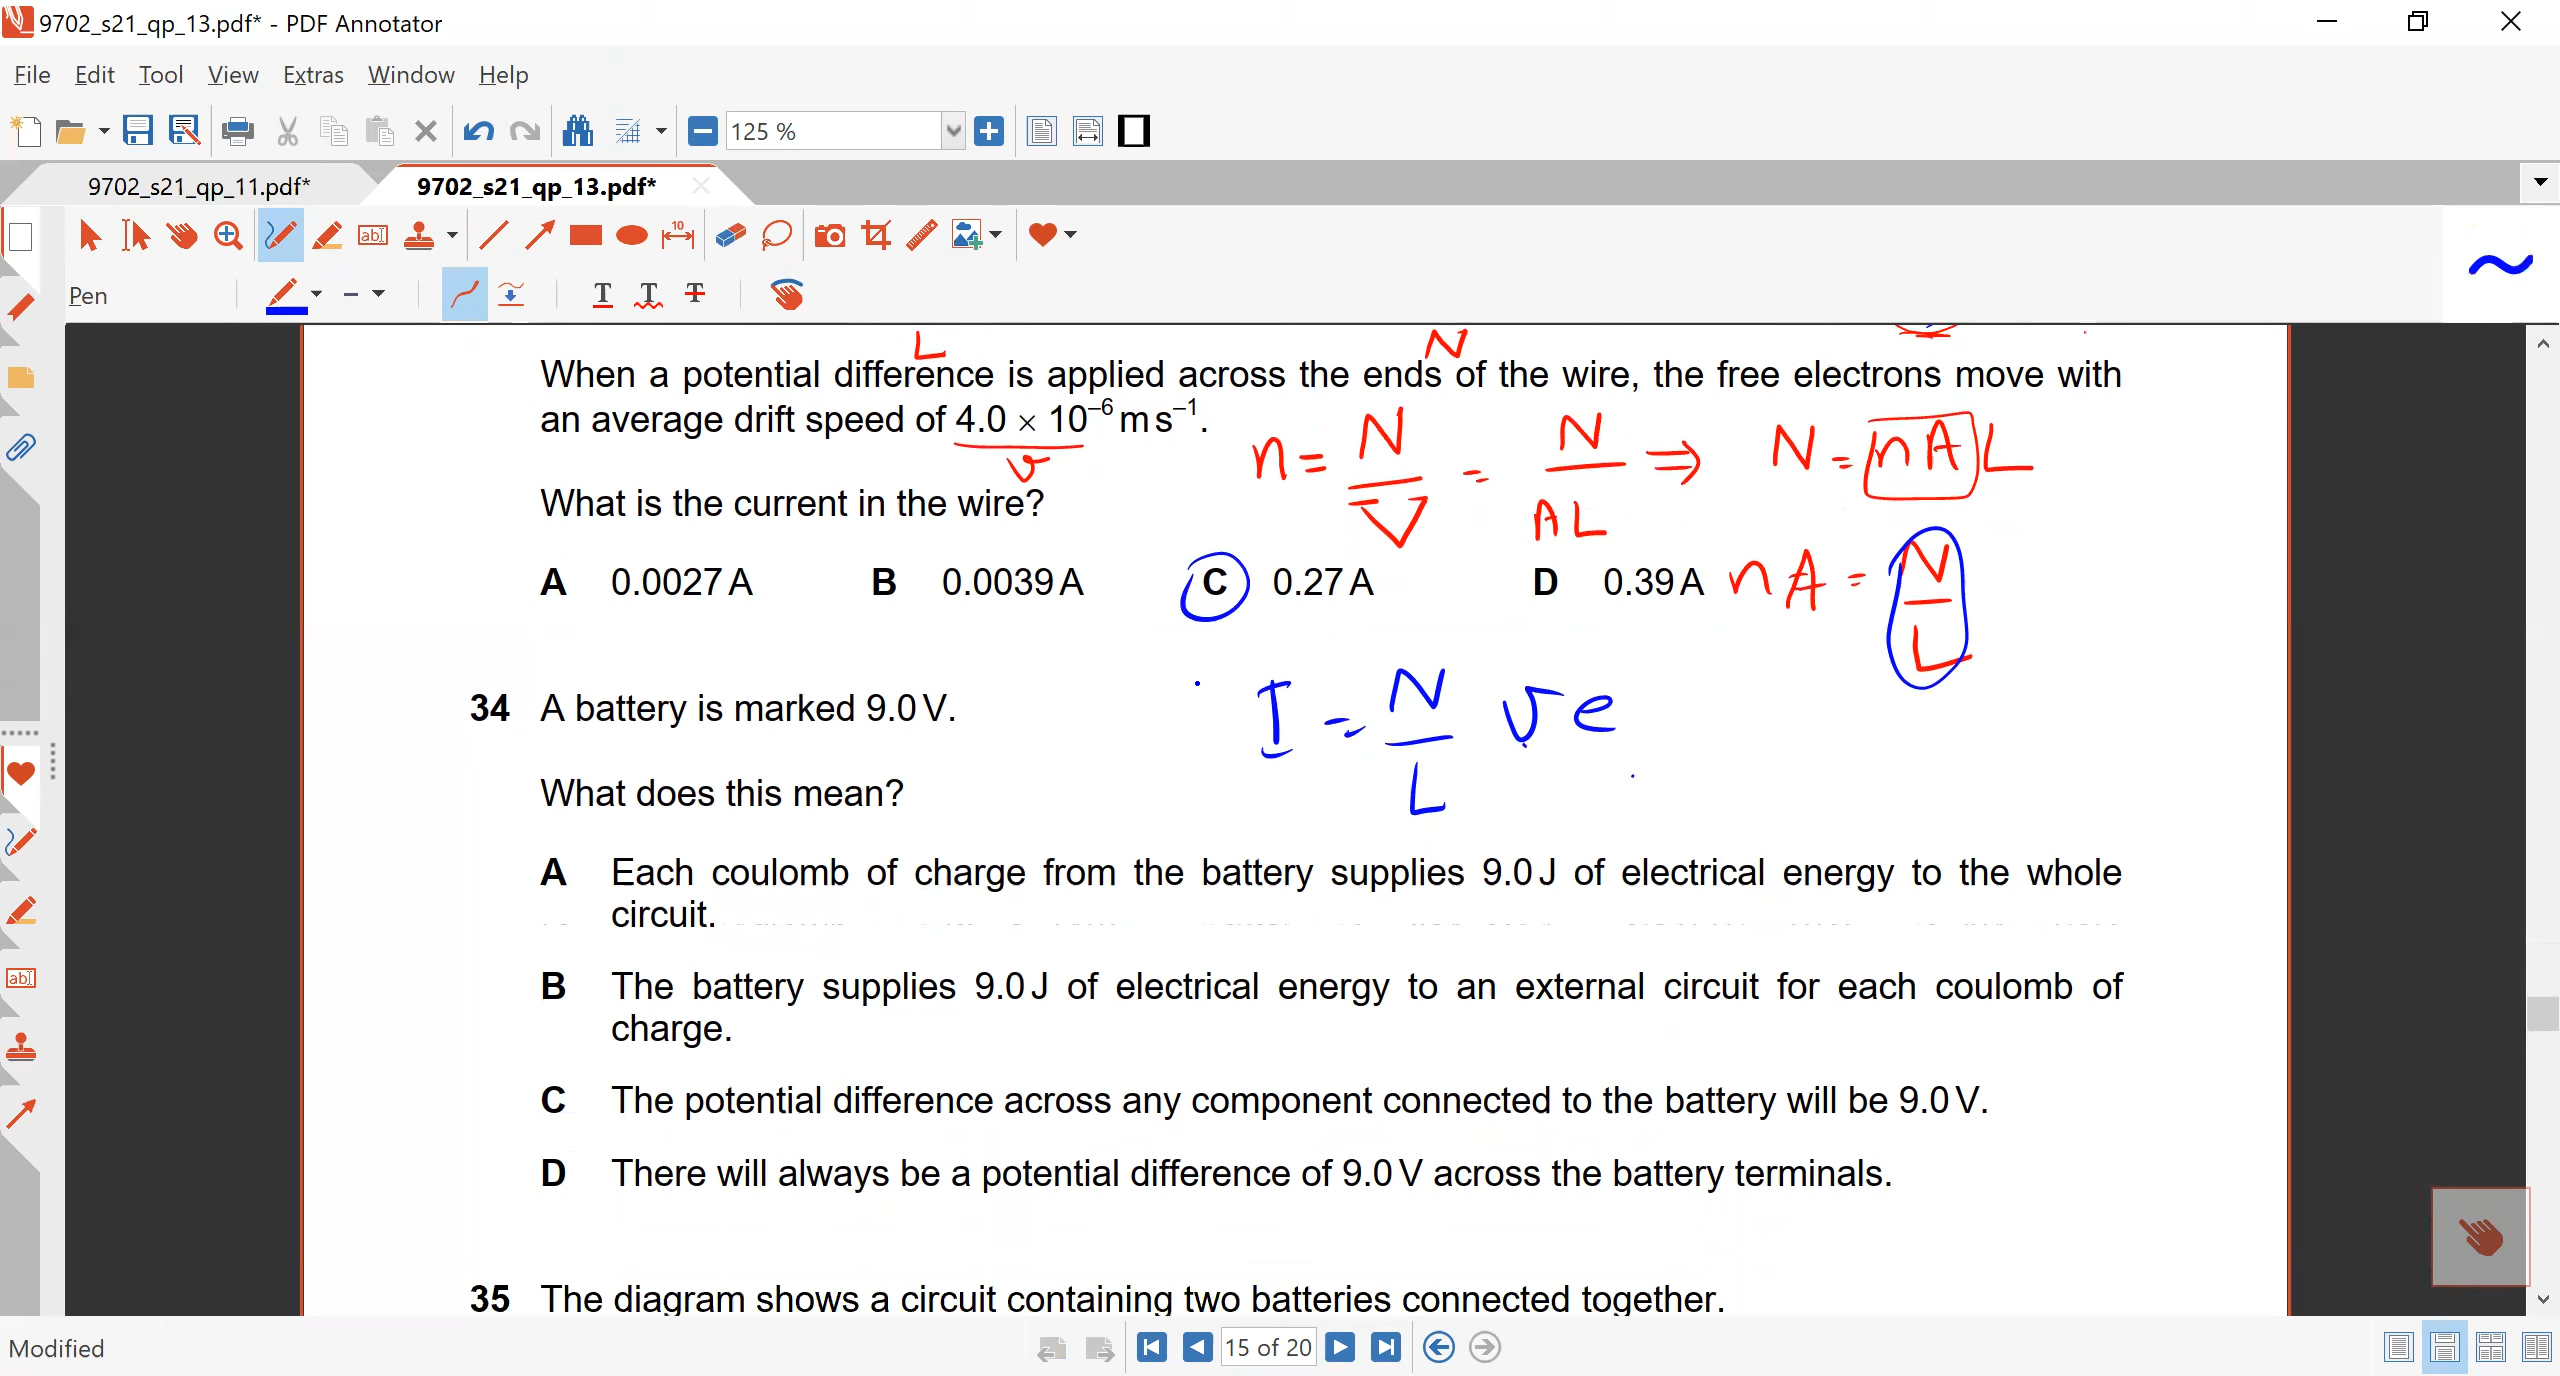 9702_s21_qp_13.pdf* - PDF Annotator
File Edit Tool View Extras Window Help
125 %
9702_s21_qp_11.pdf* 9702_s21_qp_13.pdf*
Pen
L N
When a potential difference is applied across the ends of the wire, the free electrons move with
an average drift speed of 4.0 × 10⁻⁶ m s⁻¹.
v
n = N/V = N/AL ⇒ N = nAL
What is the current in the wire?
A 0.0027 A B 0.0039 A C 0.27 A D 0.39 A
nA = N/L
I = N/L v e
34 A battery is marked 9.0 V.
What does this mean?
A Each coulomb of charge from the battery supplies 9.0 J of electrical energy to the whole
circuit.
B The battery supplies 9.0 J of electrical energy to an external circuit for each coulomb of
charge.
C The potential difference across any component connected to the battery will be 9.0 V.
D There will always be a potential difference of 9.0 V across the battery terminals.
35 The diagram shows a circuit containing two batteries connected together.
Modified
15 of 20